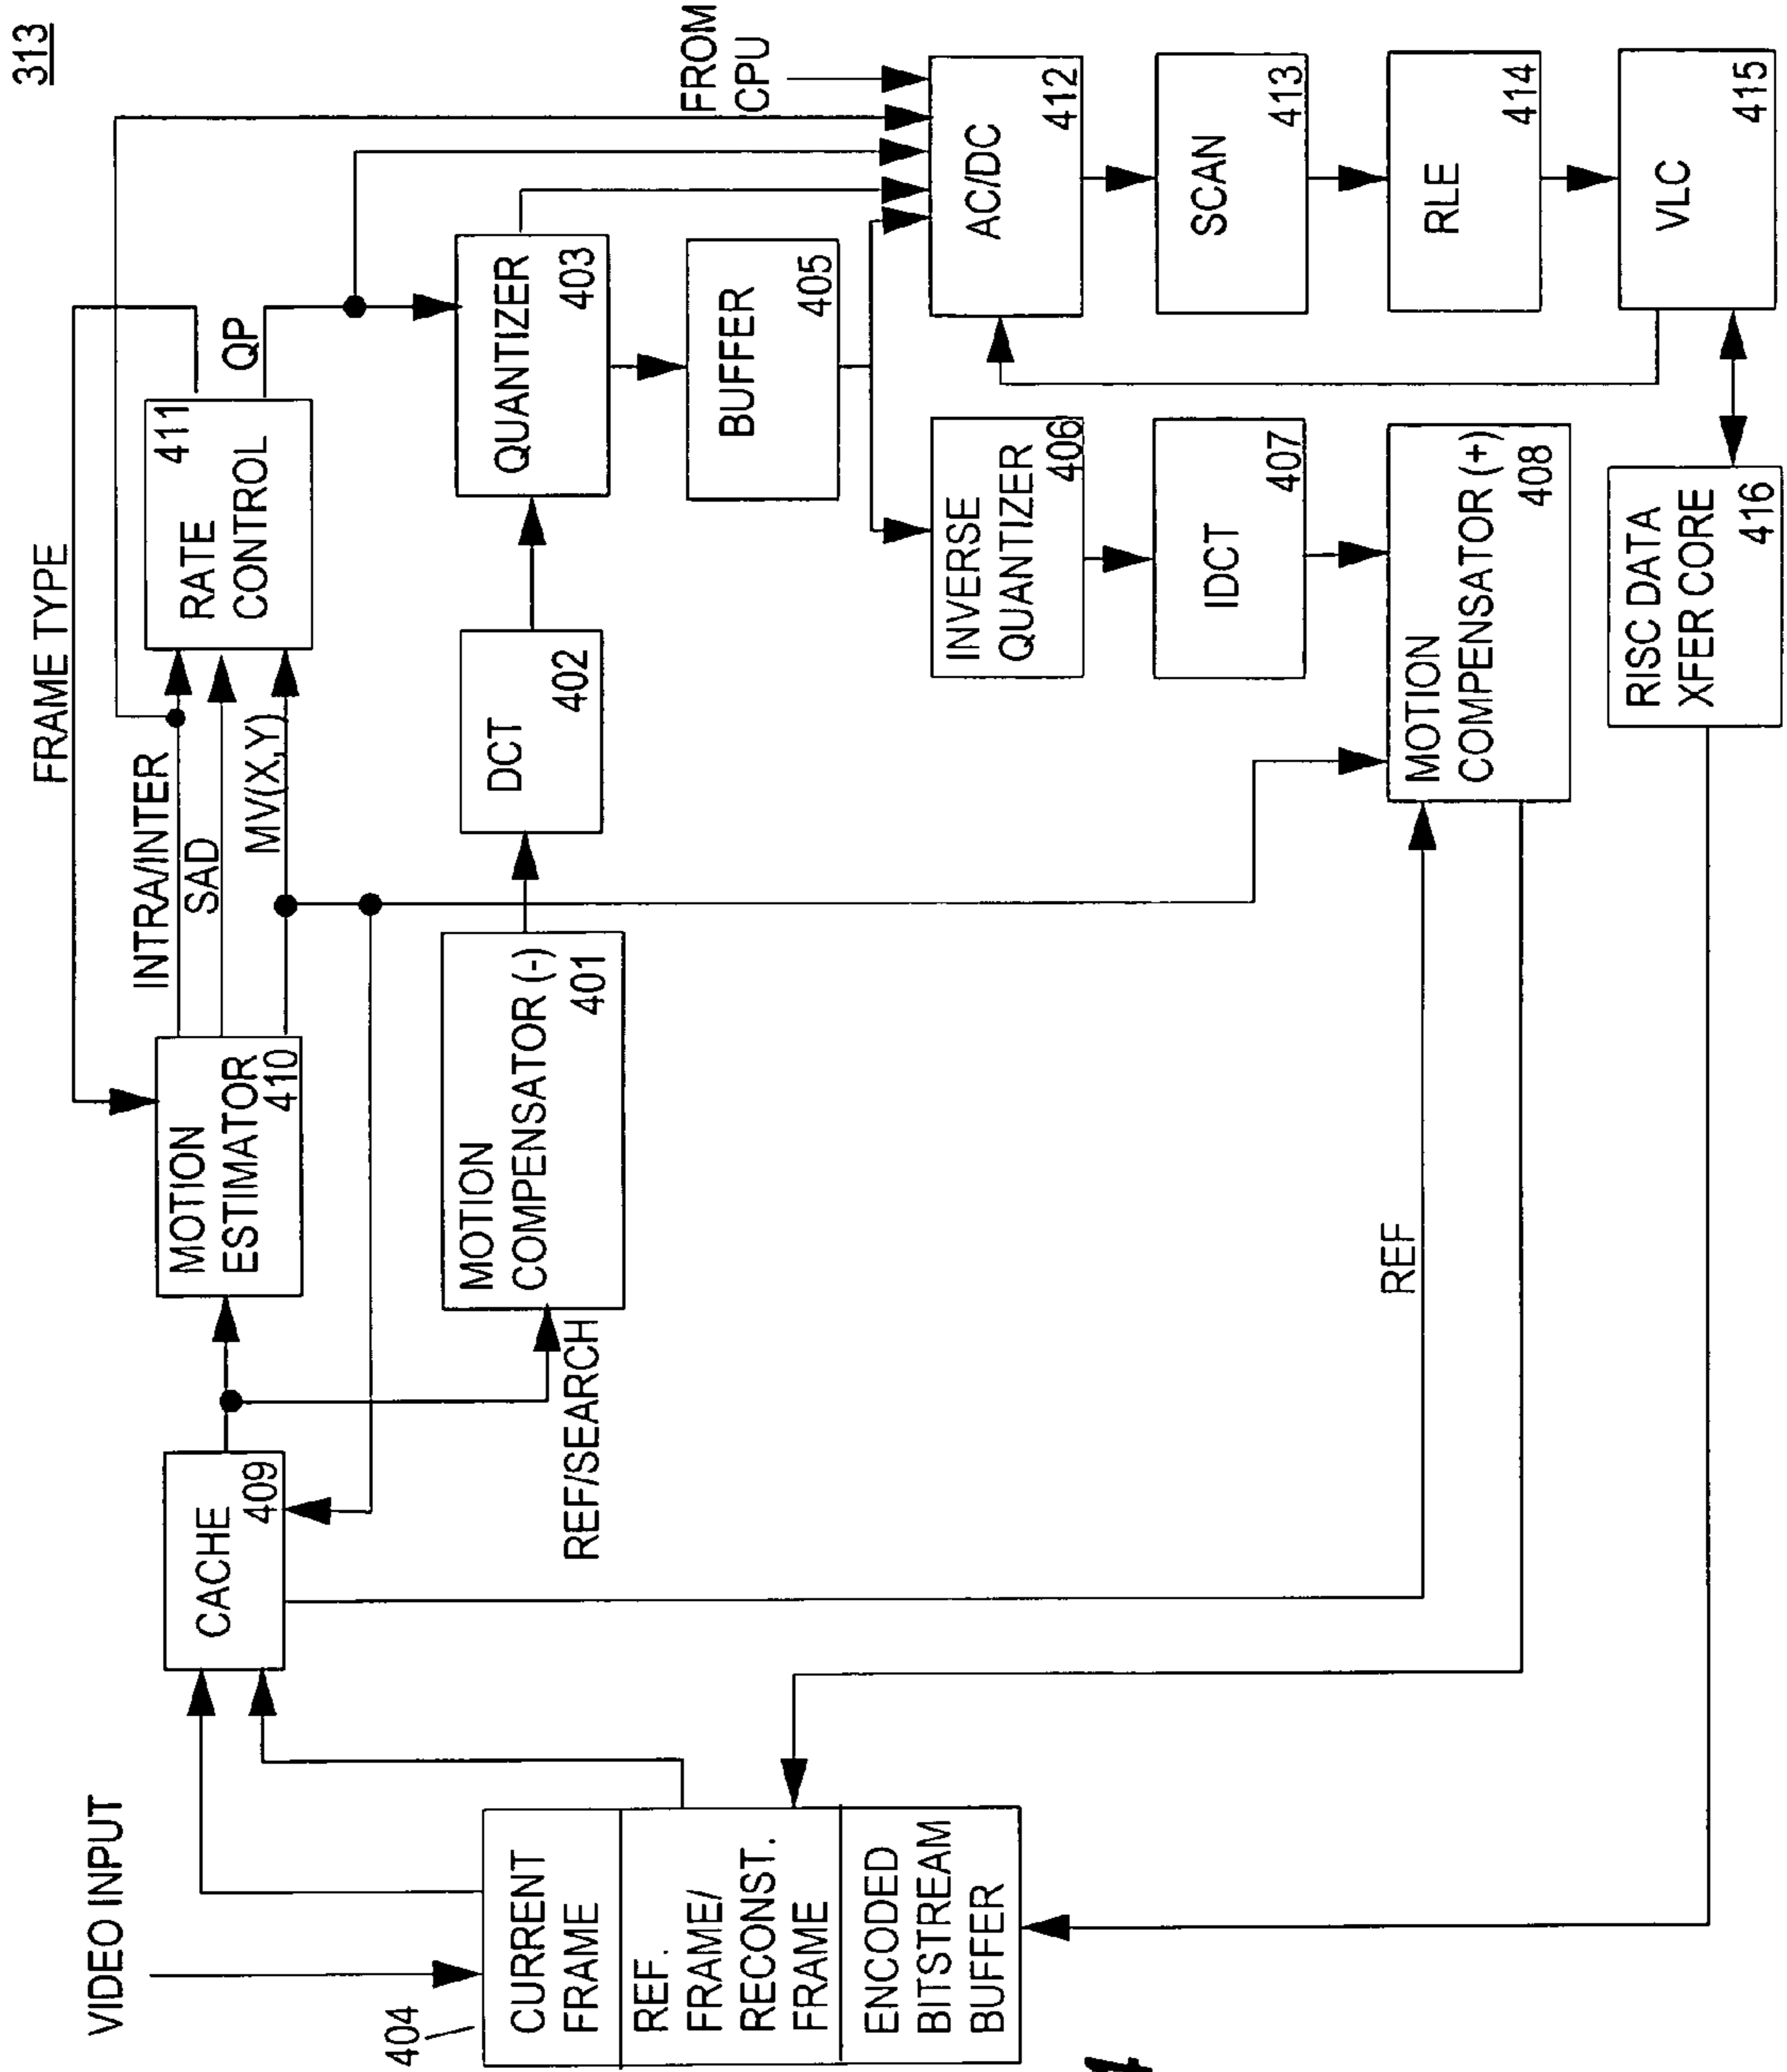 313
VIDEO INPUT
FRAME TYPE
404
CURRENT
FRAME
REF.
FRAME/
RECONST.
FRAME
ENCODED
BITSTREAM
BUFFER
CACHE
409
MOTION
ESTIMATOR
410
INTRA/INTER
SAD
MV(X,Y)
RATE
CONTROL
411
QP
REF/SEARCH
MOTION
COMPENSATOR (-)
401
DCT
402
QUANTIZER
403
BUFFER
405
FROM
CPU
INVERSE
QUANTIZER
406
AC/DC
412
IDCT
407
SCAN
413
REF
MOTION
COMPENSATOR (+)
408
RLE
414
RISC DATA
XFER CORE
416
VLC
415